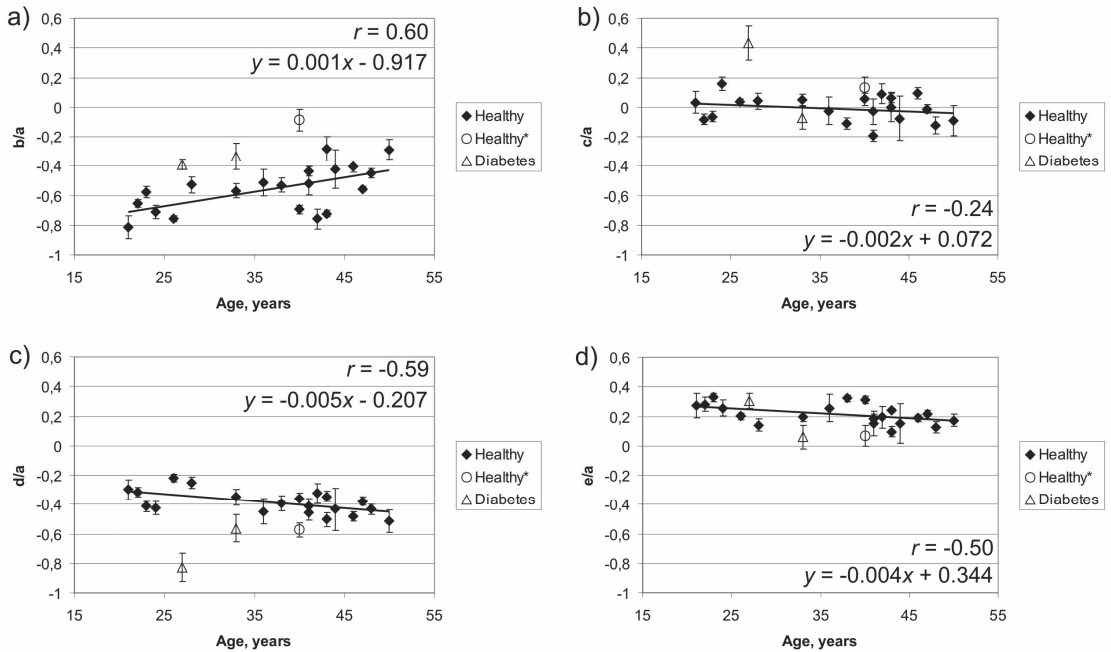 a)
r = 0.60
y = 0.001x - 0.917
0,6
0,4
0,2
0
-0,2
-0,4
-0,6
-0,8
-1
b/a
15 25 35 45 55
Age, years
Healthy
Healthy*
Diabetes
b)
0,6
0,4
0,2
0
-0,2
-0,4
-0,6
-0,8
-1
c/a
r = -0.24
y = -0.002x + 0.072
15 25 35 45 55
Age, years
Healthy
Healthy*
Diabetes
c)
r = -0.59
y = -0.005x - 0.207
0,6
0,4
0,2
0
-0,2
-0,4
-0,6
-0,8
-1
d/a
15 25 35 45 55
Age, years
Healthy
Healthy*
Diabetes
d)
0,6
0,4
0,2
0
-0,2
-0,4
-0,6
-0,8
-1
e/a
r = -0.50
y = -0.004x + 0.344
15 25 35 45 55
Age, years
Healthy
Healthy*
Diabetes